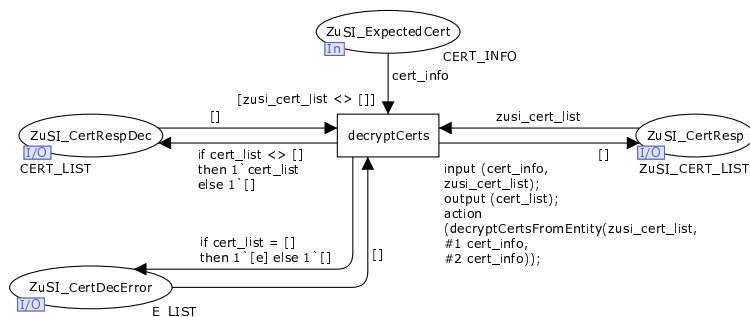 ZuSI_ExpectedCert
In
CERT_INFO
cert_info
[zusi_cert_list <> []]
[]
zusi_cert_list
ZuSI_CertRespDec
decryptCerts
ZuSI_CertResp
I/O
CERT_LIST
if cert_list <> []
then 1`cert_list
else 1`[]
[]
I/O
ZuSI_CERT_LIST
input (cert_info,
zusi_cert_list);
output (cert_list);
action
(decryptCertsFromEntity(zusi_cert_list,
#1 cert_info,
#2 cert_info));
if cert_list = []
then 1`[e] else 1`[]
[]
ZuSI_CertDecError
I/O
E_LIST